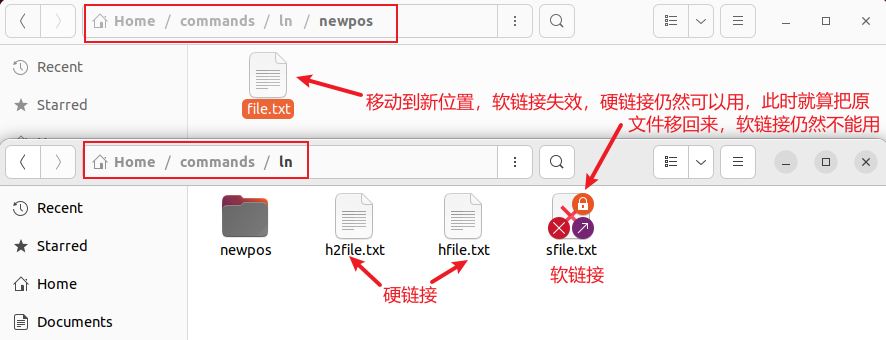 Home / commands / ln / newpos
Recent
Starred
file.txt
移动到新位置，软链接失效，硬链接仍然可以用，此时就算把原
文件移回来，软链接仍然不能用
Home / commands / ln
Recent
Starred
Home
Documents
newpos
h2file.txt
hfile.txt
sfile.txt
硬链接
软链接